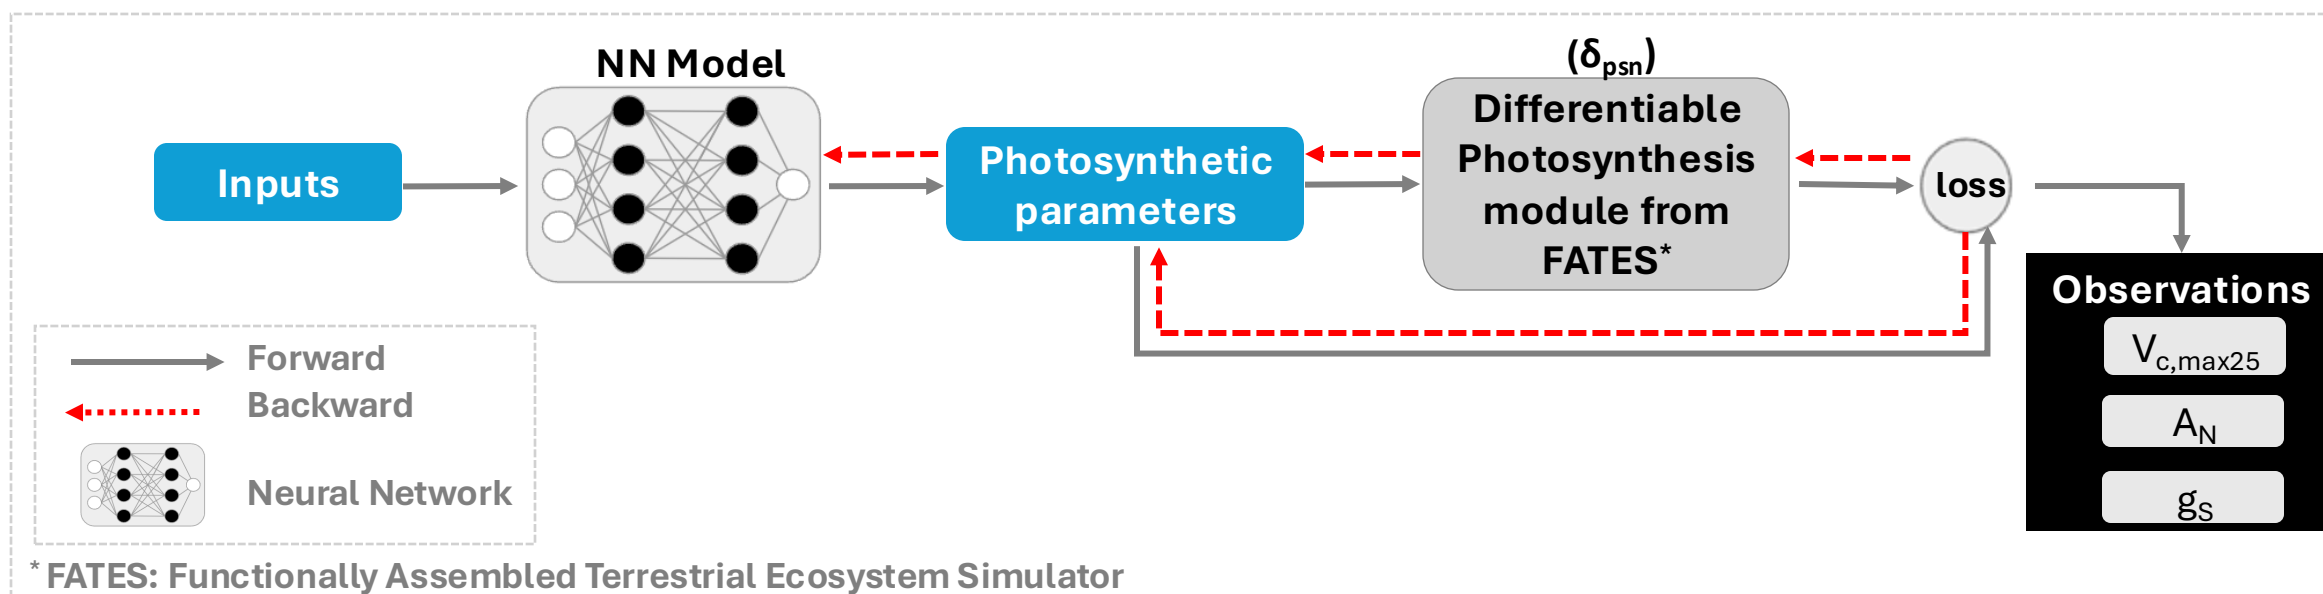 NN Model
(δpsn)
Inputs
Photosynthetic
parameters
Differentiable
Photosynthesis
module from
FATES*
loss
Observations
Vc,max25
AN
gS
Forward
Backward
Neural Network
* FATES: Functionally Assembled Terrestrial Ecosystem Simulator